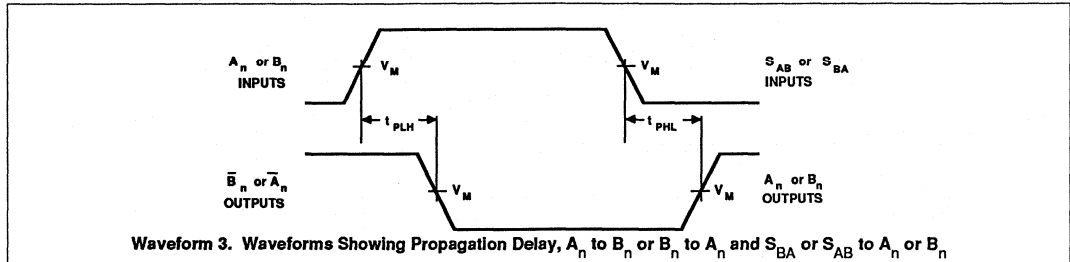 Aₙ or Bₙ
INPUTS
V_M
V_M
S_AB or S_BA
INPUTS
t_PLH
t_PHL
B̅ₙ or A̅ₙ
OUTPUTS
V_M
V_M
Aₙ or Bₙ
OUTPUTS
Waveform 3. Waveforms Showing Propagation Delay, Aₙ to Bₙ or Bₙ to Aₙ and S_BA or S_AB to Aₙ or Bₙ